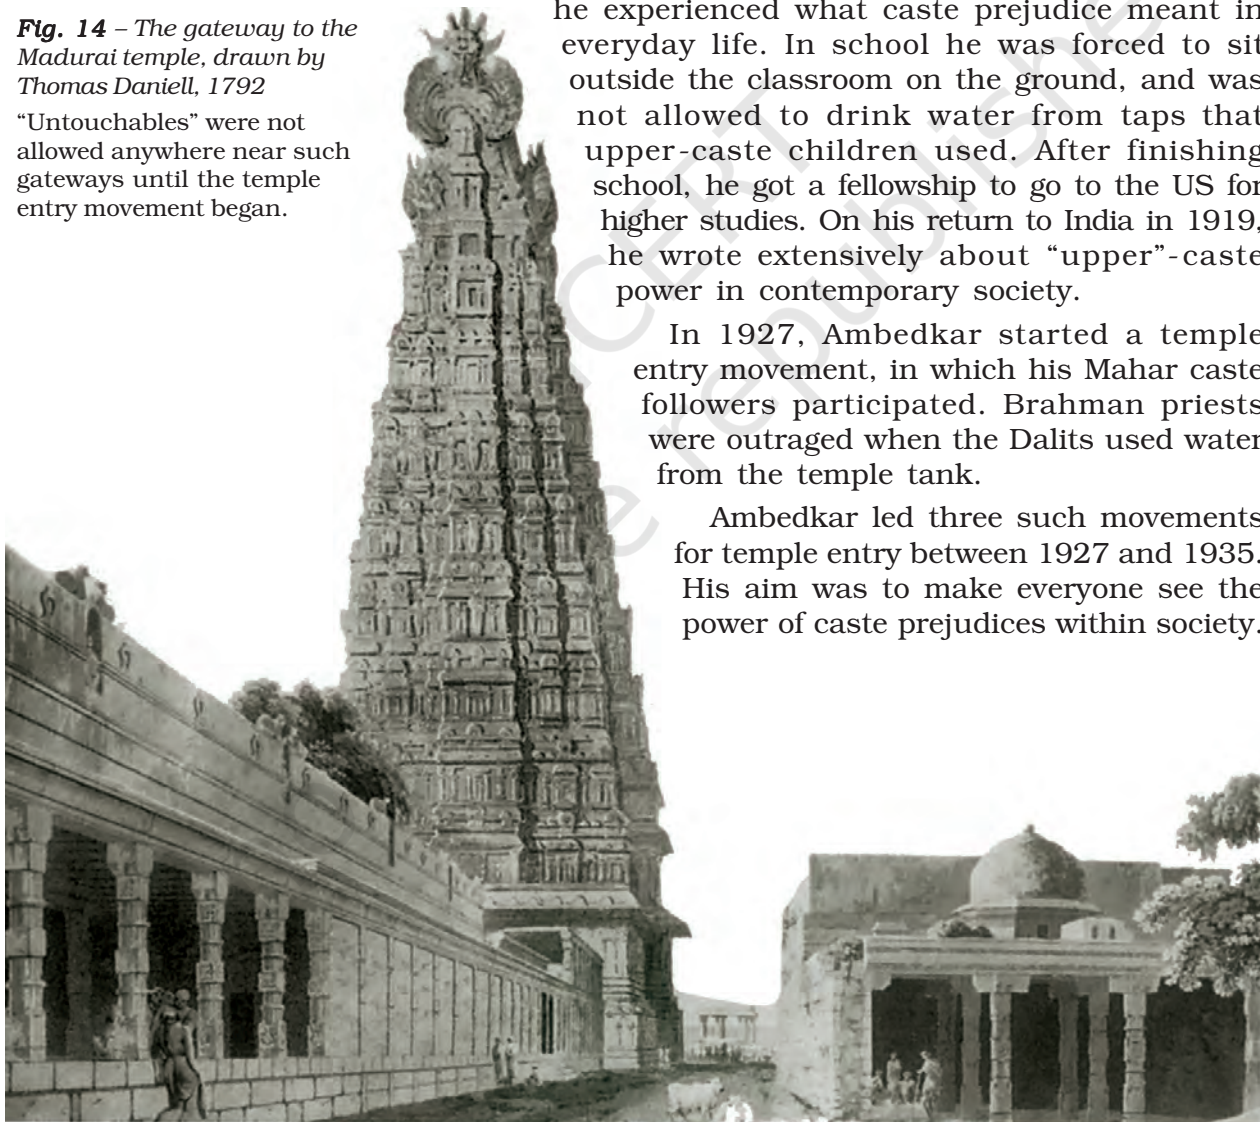 Fig. 14 – The gateway to the
Madurai temple, drawn by
Thomas Daniell, 1792
“Untouchables” were not
allowed anywhere near such
gateways until the temple
entry movement began.
he experienced what caste prejudice meant in
everyday life. In school he was forced to sit
outside the classroom on the ground, and was
not allowed to drink water from taps that
upper-caste children used. After finishing
school, he got a fellowship to go to the US for
higher studies. On his return to India in 1919,
he wrote extensively about “upper”-caste
power in contemporary society.
In 1927, Ambedkar started a temple
entry movement, in which his Mahar caste
followers participated. Brahman priests
were outraged when the Dalits used water
from the temple tank.
Ambedkar led three such movements
for temple entry between 1927 and 1935.
His aim was to make everyone see the
power of caste prejudices within society.